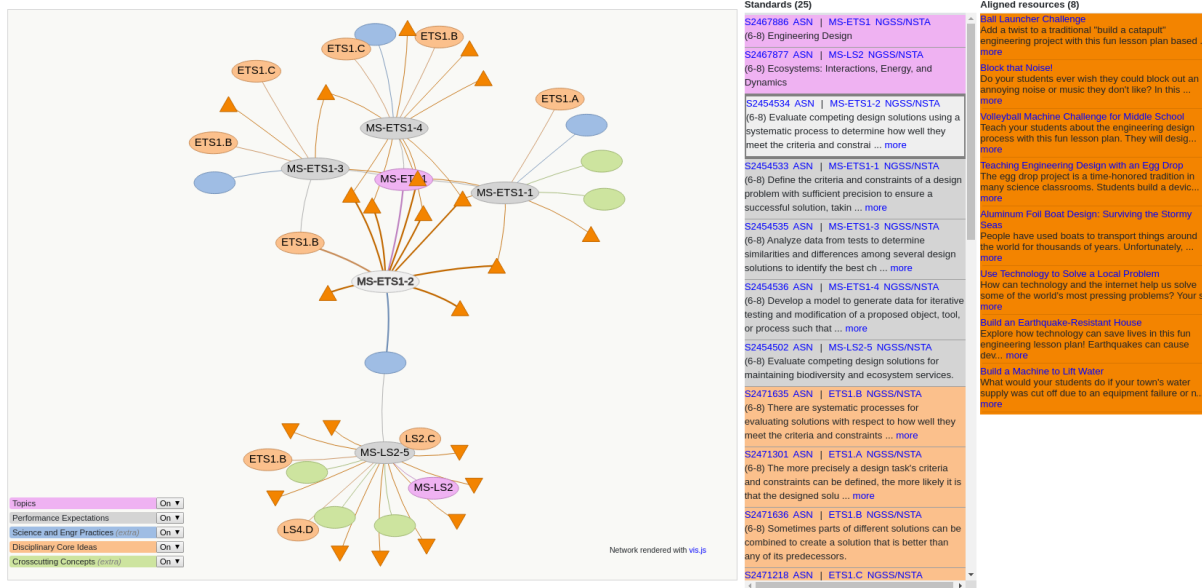 ETS1.C
ETS1.B
ETS1.C
ETS1.A
MS-ETS1-4
ETS1.B
MS-ETS1-3
MS-ETS1-1
ETS1.B
MS-ETS1-2
LS2.C
MS-LS2-5
ETS1.B
MS-LS2
LS4.D
Topics On ▼
Performance Expectations On ▼
Science and Engr Practices (extra) On ▼
Disciplinary Core Ideas On ▼
Crosscutting Concepts (extra) On ▼
Network rendered with vis.js
Standards (25)
S2467886 ASN | MS-ETS1 NGSS/NSTA
(6-8) Engineering Design
S2467877 ASN | MS-LS2 NGSS/NSTA
(6-8) Ecosystems: Interactions, Energy, and
Dynamics
S2454534 ASN | MS-ETS1-2 NGSS/NSTA
(6-8) Evaluate competing design solutions using a
systematic process to determine how well they
meet the criteria and constrai ... more
S2454533 ASN | MS-ETS1-1 NGSS/NSTA
(6-8) Define the criteria and constraints of a design
problem with sufficient precision to ensure a
successful solution, takin ... more
S2454535 ASN | MS-ETS1-3 NGSS/NSTA
(6-8) Analyze data from tests to determine
similarities and differences among several design
solutions to identify the best ch ... more
S2454536 ASN | MS-ETS1-4 NGSS/NSTA
(6-8) Develop a model to generate data for iterative
testing and modification of a proposed object, tool,
or process such that ... more
S2454502 ASN | MS-LS2-5 NGSS/NSTA
(6-8) Evaluate competing design solutions for
maintaining biodiversity and ecosystem services.
S2471635 ASN | ETS1.B NGSS/NSTA
(6-8) There are systematic processes for
evaluating solutions with respect to how well they
meet the criteria and constraints ... more
S2471301 ASN | ETS1.A NGSS/NSTA
(6-8) The more precisely a design task's criteria
and constraints can be defined, the more likely it is
that the designed solu ... more
S2471636 ASN | ETS1.B NGSS/NSTA
(6-8) Sometimes parts of different solutions can be
combined to create a solution that is better than
any of its predecessors.
S2471218 ASN | ETS1.C NGSS/NSTA
Aligned resources (8)
Ball Launcher Challenge
Add a twist to a traditional "build a catapult"
engineering project with this fun lesson plan based
more
Block that Noise!
Do your students ever wish they could block out an
annoying noise or music they don't like? In this ...
more
Volleyball Machine Challenge for Middle School
Teach your students about the engineering design
process with this fun lesson plan. They will desig...
more
Teaching Engineering Design with an Egg Drop
The egg drop project is a time-honored tradition in
many science classrooms. Students build a devic...
more
Aluminum Foil Boat Design: Surviving the Stormy
Seas
People have used boats to transport things around
the world for thousands of years. Unfortunately, ...
more
Use Technology to Solve a Local Problem
How can technology and the internet help us solve
some of the world's most pressing problems? Your s
more
Build an Earthquake-Resistant House
Explore how technology can save lives in this fun
engineering lesson plan! Earthquakes can cause
dev... more
Build a Machine to Lift Water
What would your students do if your town's water
supply was cut off due to an equipment failure or n...
more